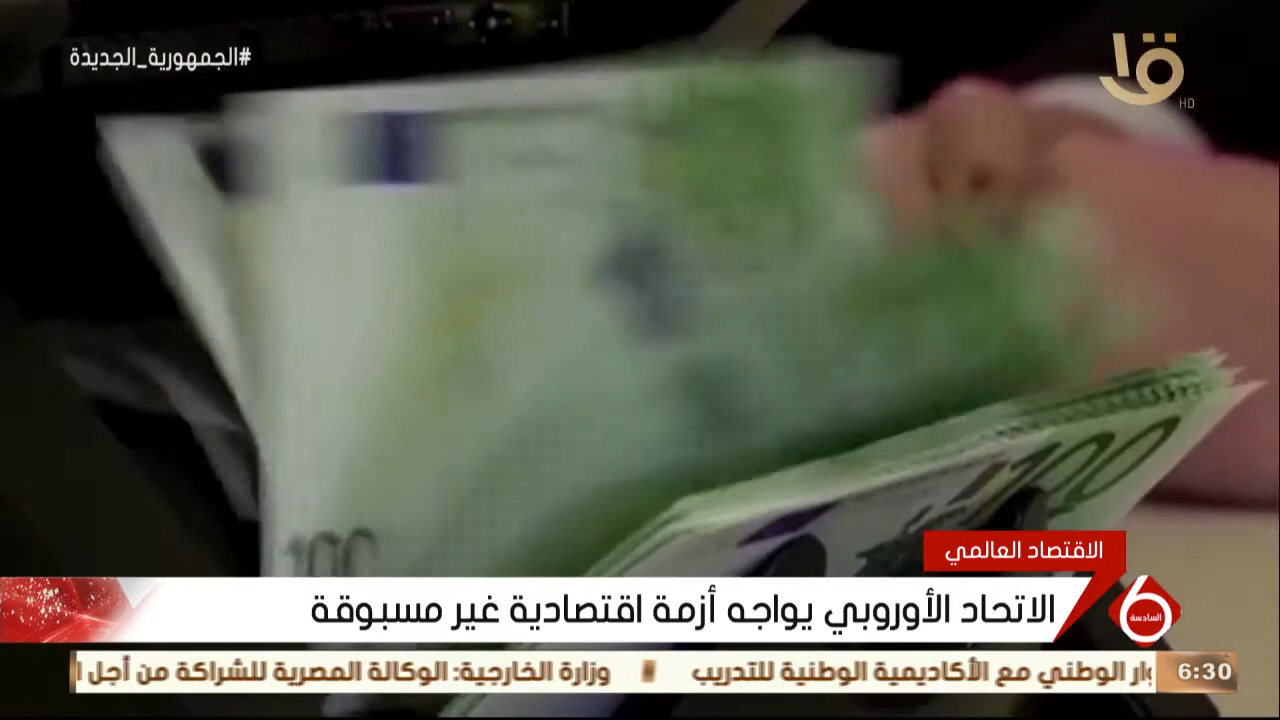 #الجمهورية_الجديدة
HD
100
100
الاقتصاد العالمي
6 السادسة
الاتحاد الأوروبي يواجه أزمة اقتصادية غير مسبوقة
6:30
الوطني مع الأكاديمية الوطنية للتدريب
وزارة الخارجية: الوكالة المصرية للشراكة من أجل